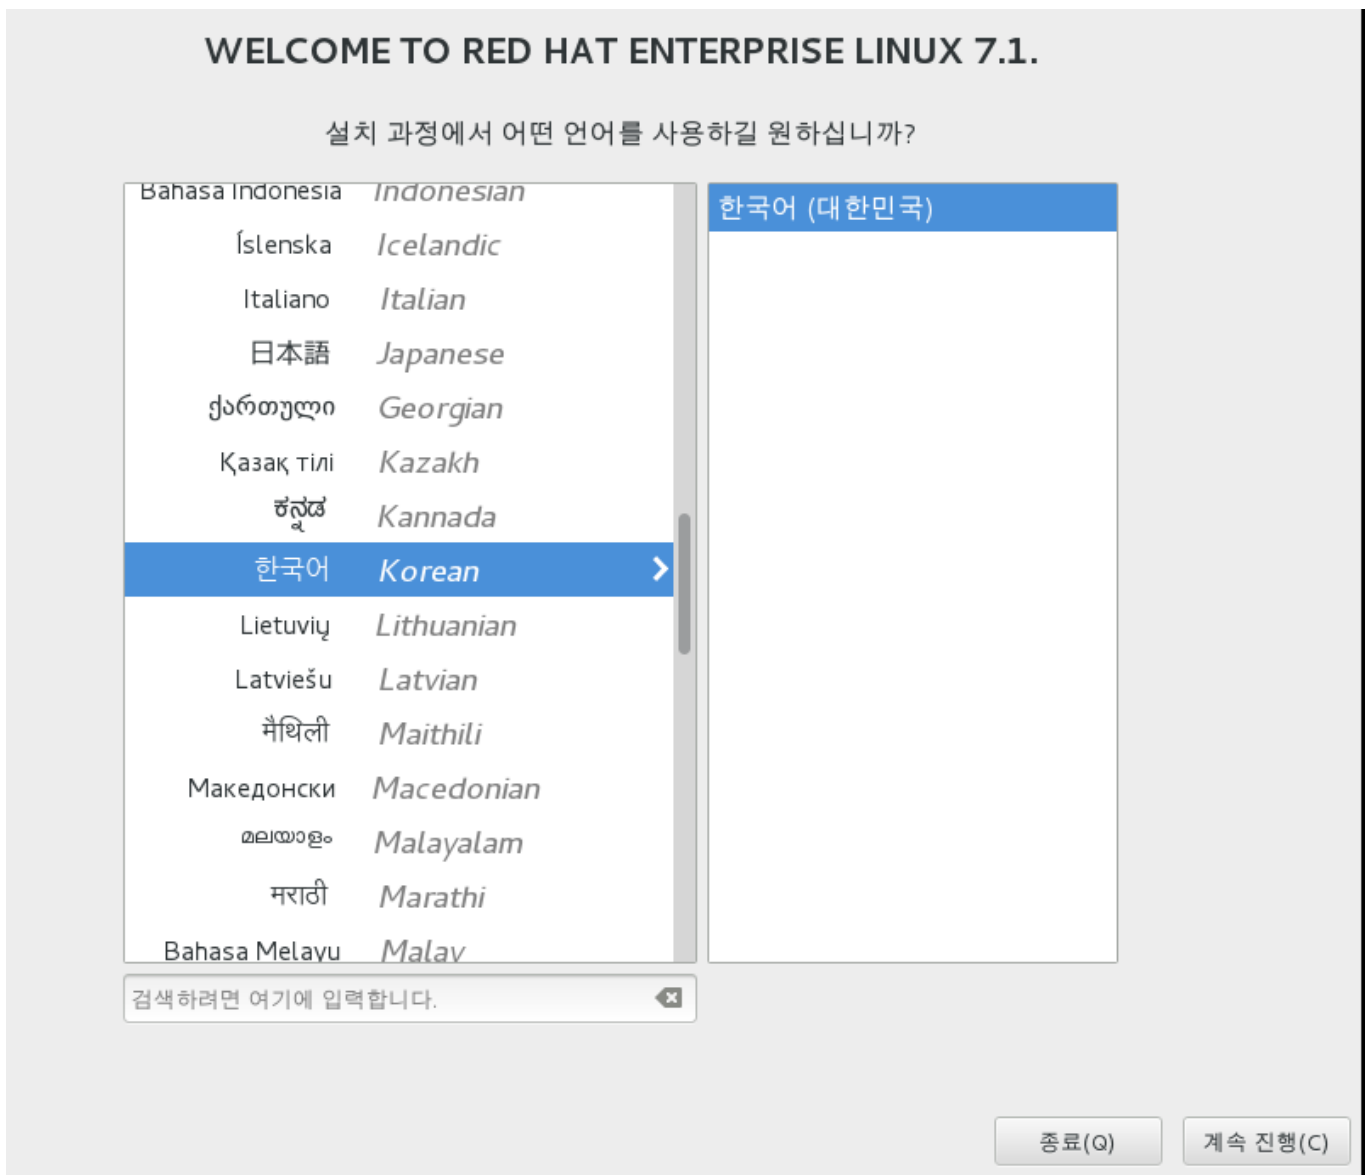 WELCOME TO RED HAT ENTERPRISE LINUX 7.1.
설치 과정에서 어떤 언어를 사용하길 원하십니까?
Bahasa Indonesia Indonesian
Íslenska Icelandic
Italiano Italian
日本語 Japanese
ქართული Georgian
Қазақ тілі Kazakh
ಕನ್ನಡ Kannada
한국어 Korean
Lietuvių Lithuanian
Latviešu Latvian
मैथिली Maithili
Македонски Macedonian
മലയാളം Malayalam
मराठी Marathi
Bahasa Melayu Malay
한국어 (대한민국)
검색하려면 여기에 입력합니다.
종료(Q) 계속 진행(C)